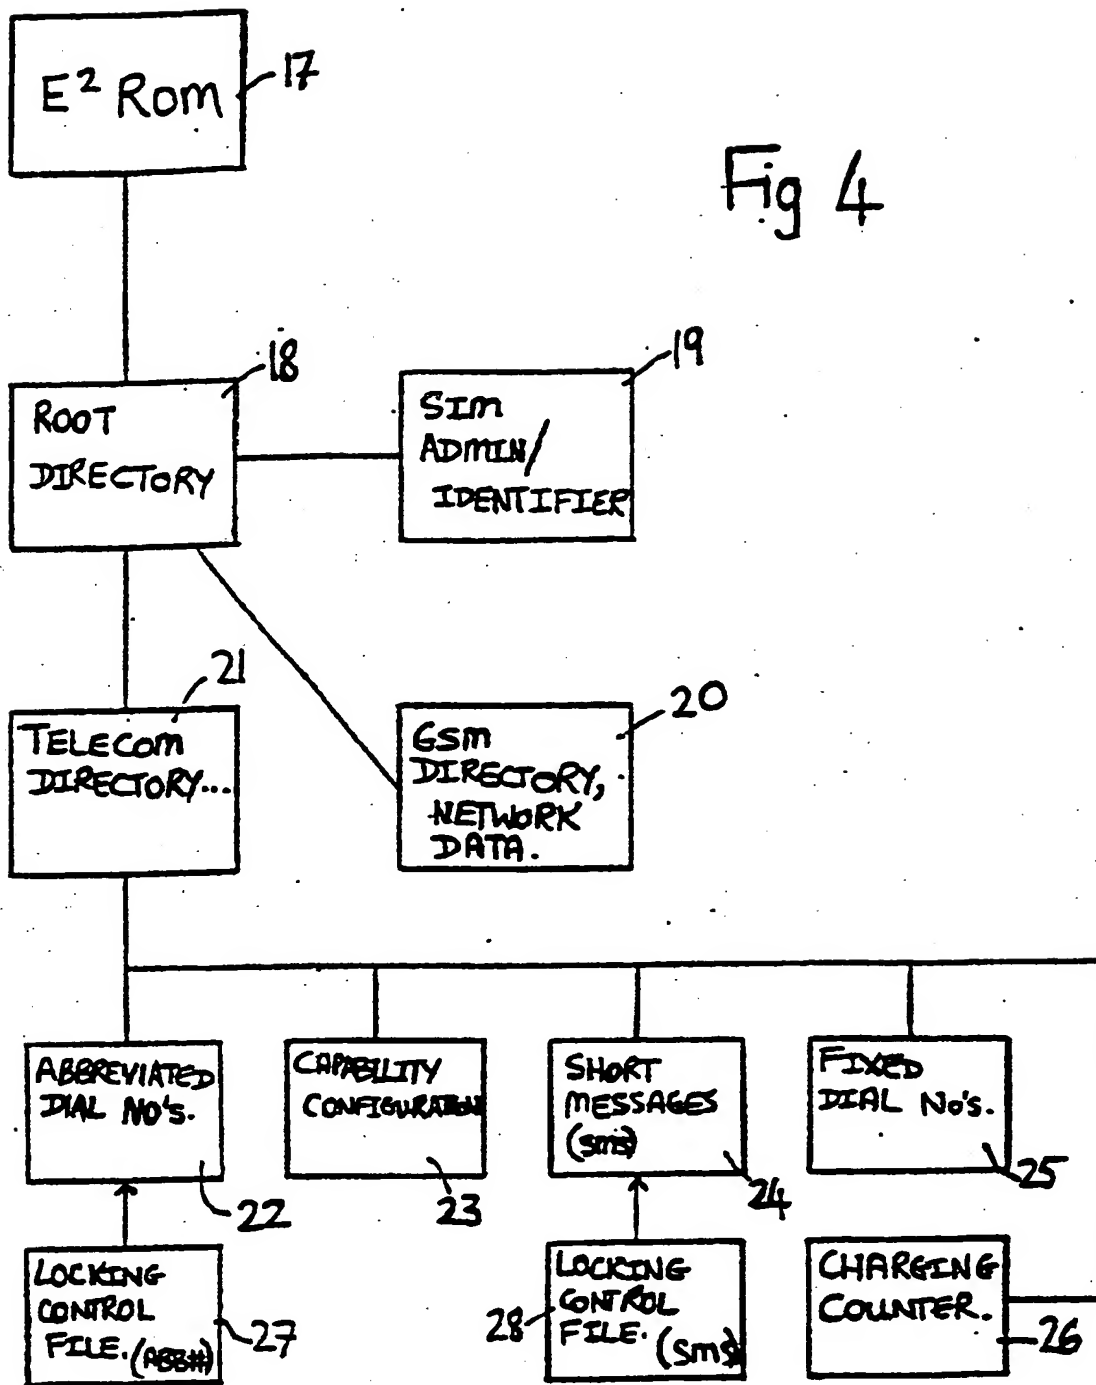 E² Rom
17
Fig 4
18
ROOT
DIRECTORY
19
SIM
ADMIN/
IDENTIFIER
21
TELECOM
DIRECTORY...
20
GSM
DIRECTORY,
NETWORK
DATA.
ABBREVIATED
DIAL NO'S.
22
CAPABILITY
CONFIGURATION
23
SHORT
MESSAGES
(sms)
24
FIXED
DIAL No's.
25
LOCKING
CONTROL
FILE. (ABB#)
27
LOCKING
CONTROL
FILE. (sms)
28
CHARGING
COUNTER.
26